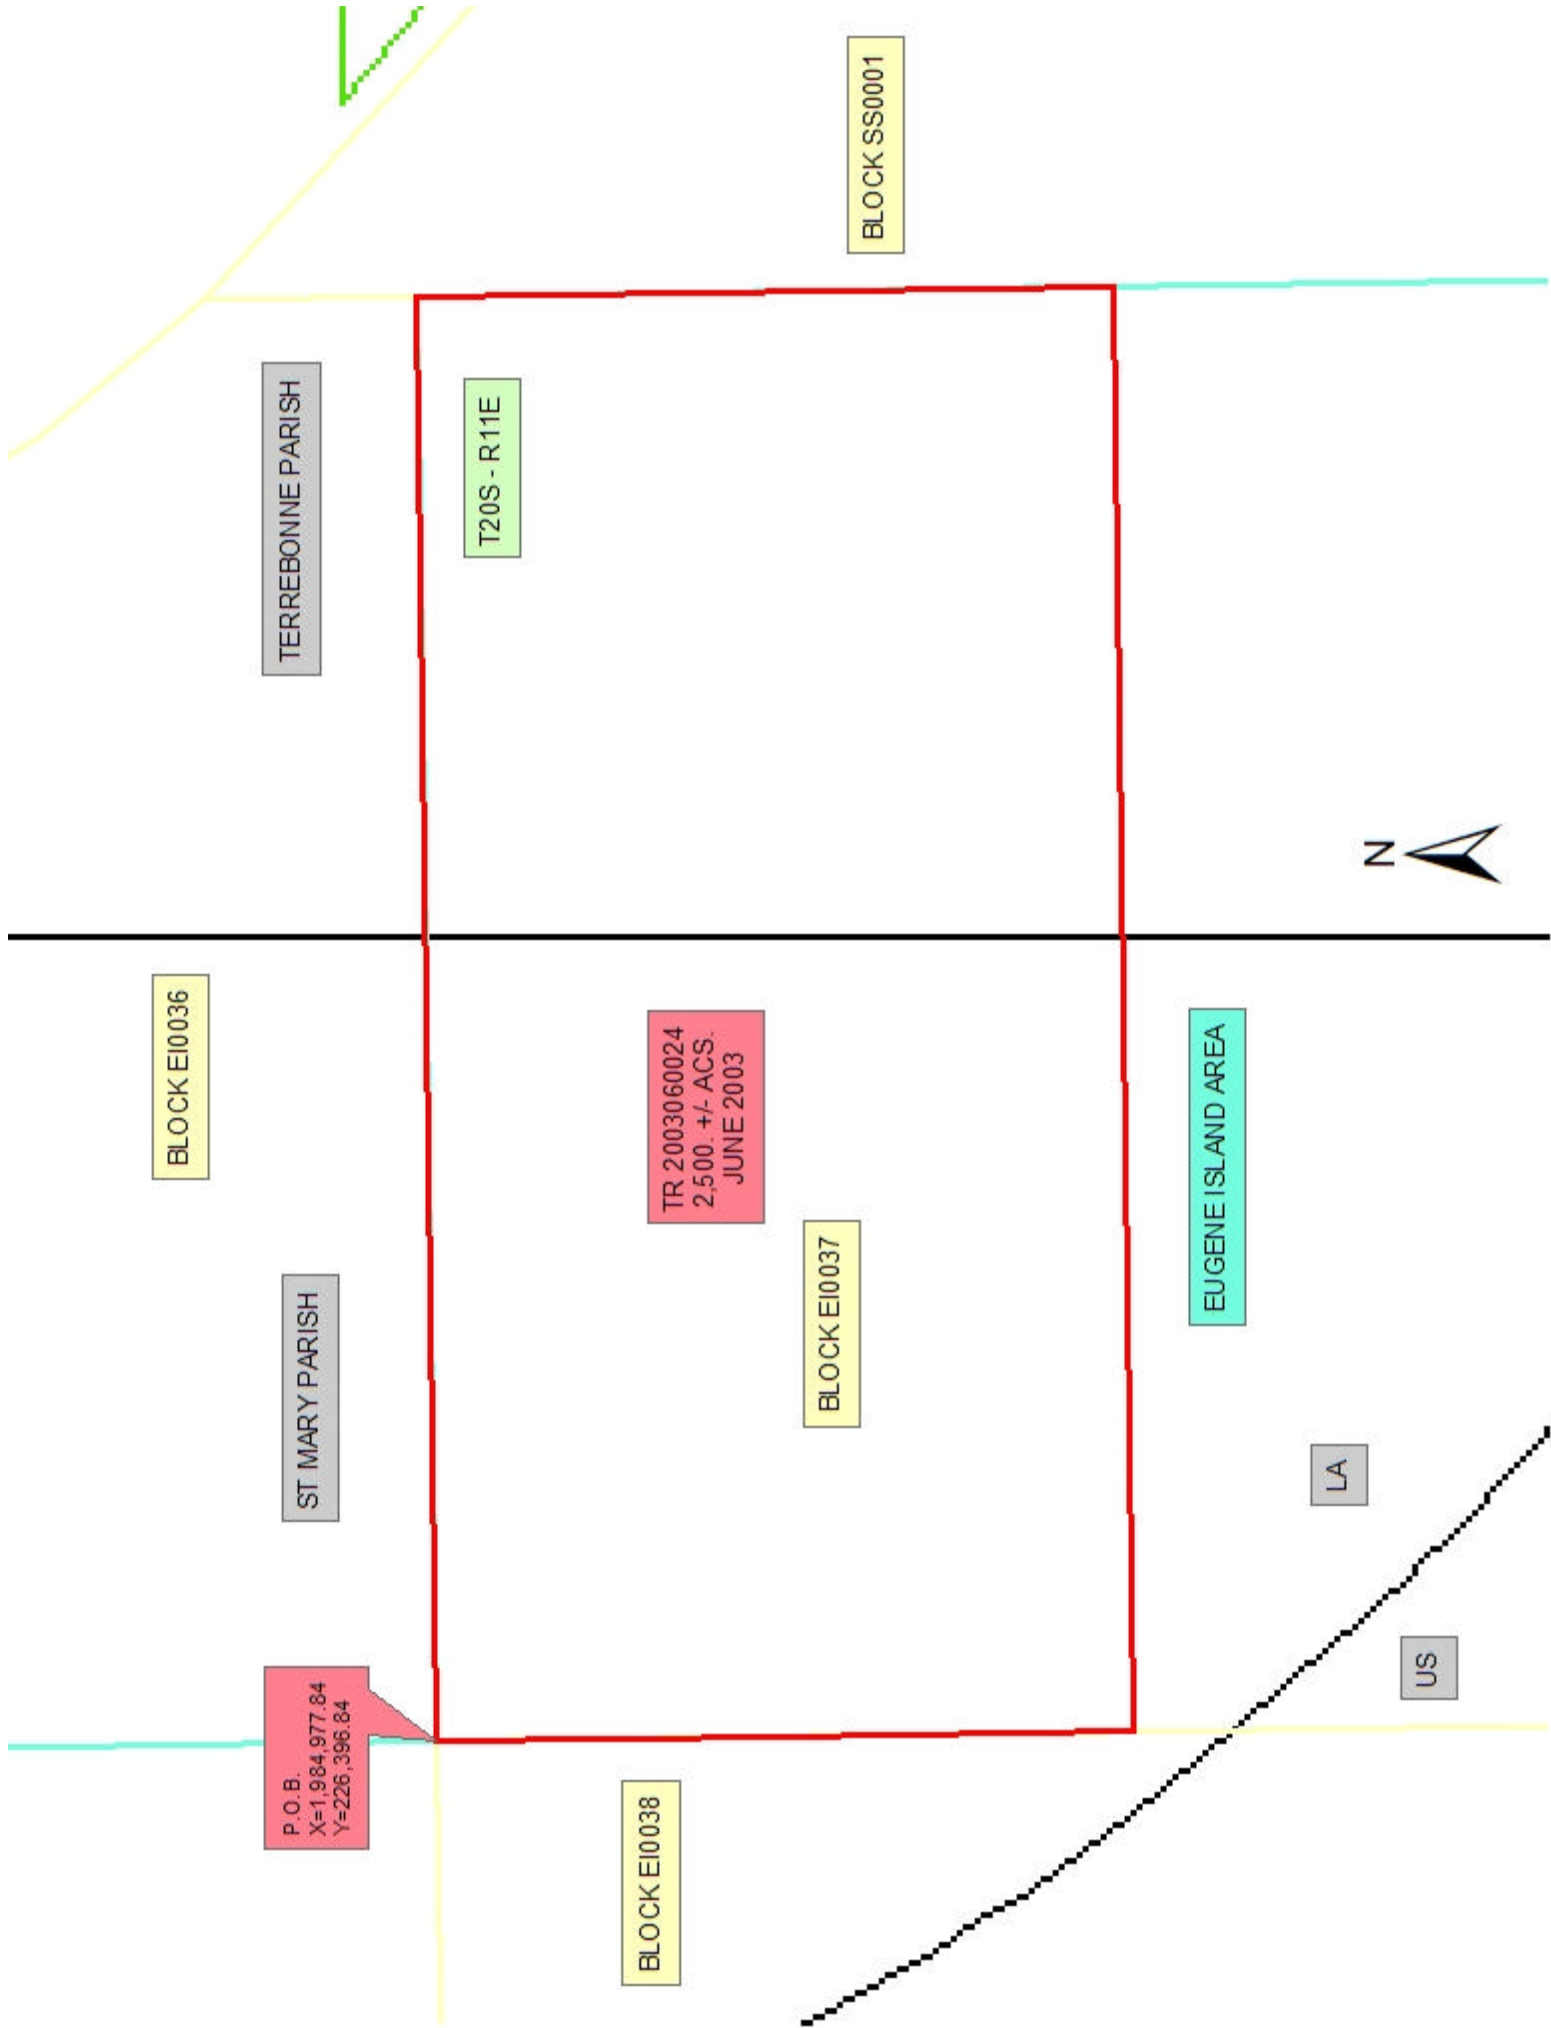 BLOCK EI0036
P.O.B.
X=1,984,977.84
Y=226,396.84
ST MARY PARISH
TERREBONNE PARISH
T20S - R11E
BLOCK EI0038
TR 2003060024
2,500. +/- ACS.
JUNE 2003
BLOCK EI0037
BLOCK SS0001
EUGENE ISLAND AREA
LA
N
US